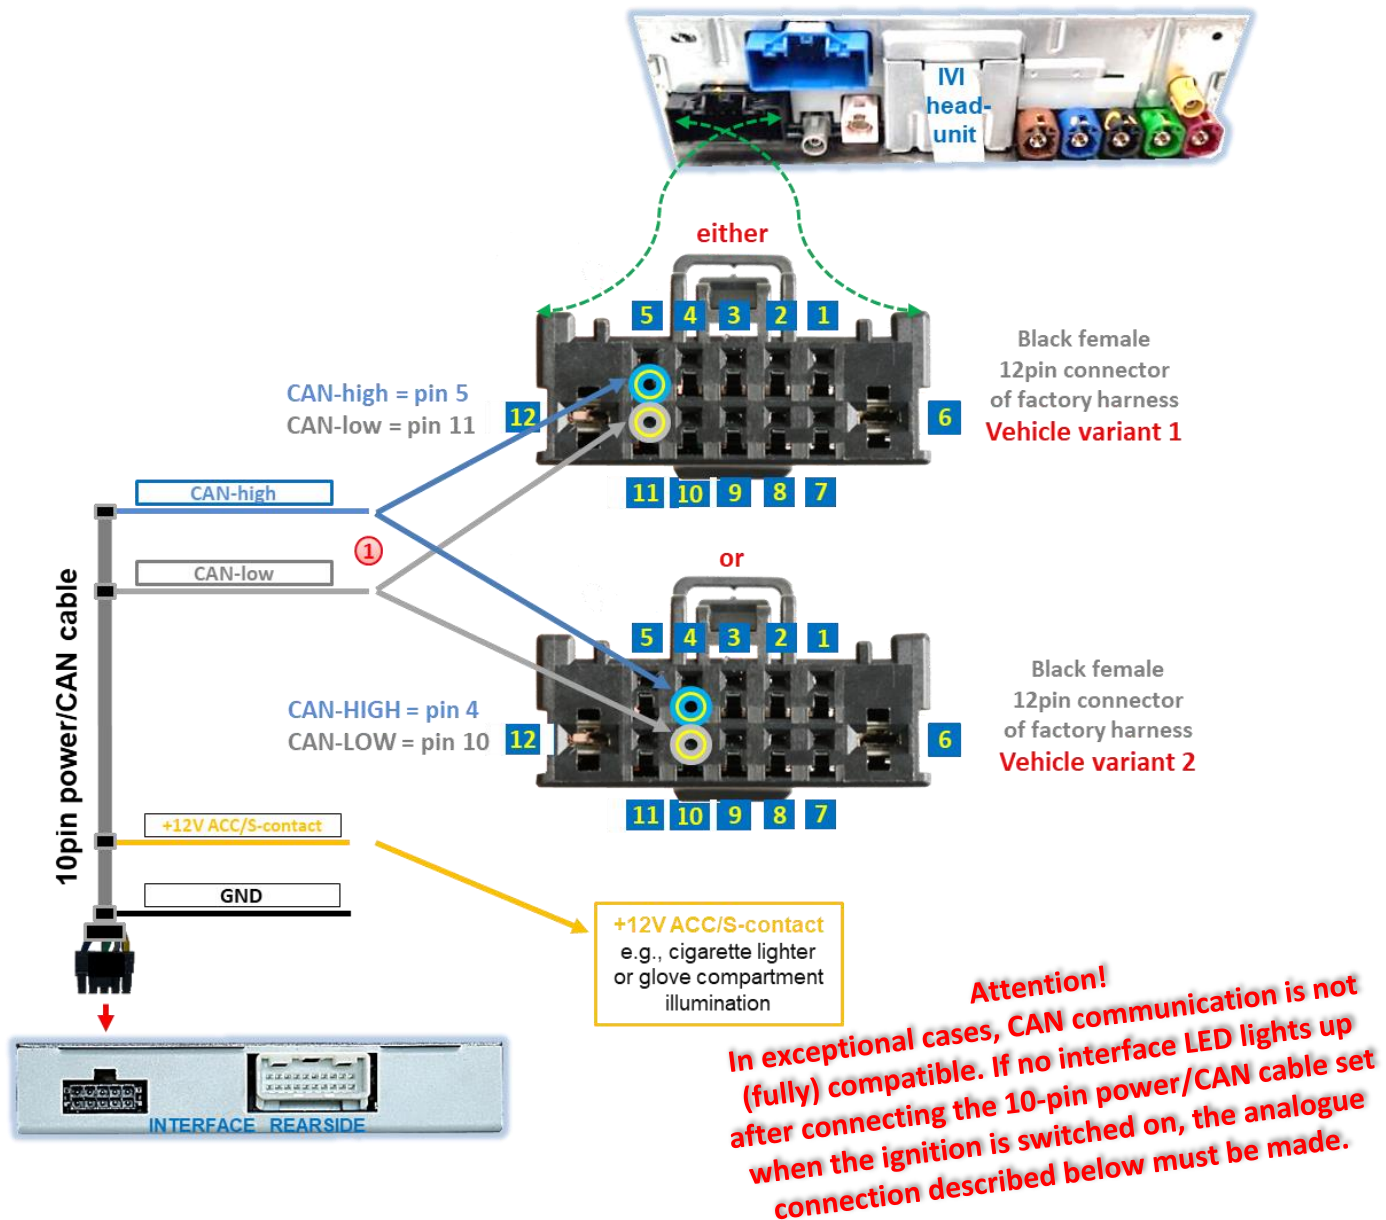 IVI
head-
unit
either
5
4
3
2
1
Black female
12pin connector
of factory harness
Vehicle variant 1
CAN-high = pin 5
CAN-low = pin 11
12
6
11
10
9
8
7
CAN-high
1
CAN-low
or
5
4
3
2
1
Black female
12pin connector
of factory harness
Vehicle variant 2
CAN-HIGH = pin 4
CAN-LOW = pin 10
12
6
11
10
9
8
7
10pin power/CAN cable
+12V ACC/S-contact
GND
+12V ACC/S-contact
e.g., cigarette lighter
or glove compartment
illumination
Attention!
In exceptional cases, CAN communication is not
(fully) compatible. If no interface LED lights up
after connecting the 10-pin power/CAN cable set
when the ignition is switched on, the analogue
connection described below must be made.
INTERFACE REARSIDE